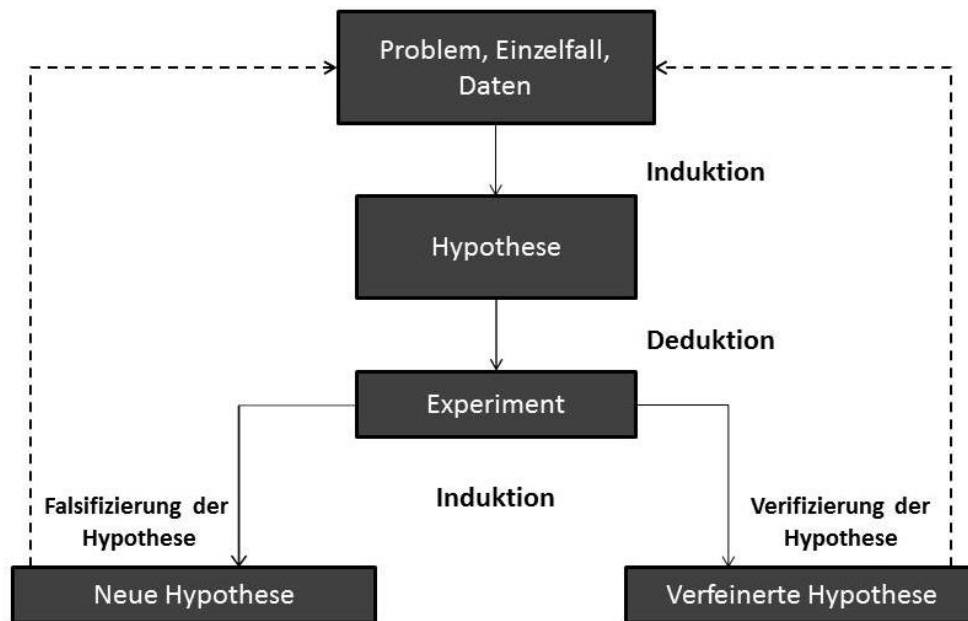 Problem, Einzelfall,
Daten
Induktion
Hypothese
Deduktion
Experiment
Falsifizierung der
Hypothese
Induktion
Verifizierung der
Hypothese
Neue Hypothese
Verfeinerte Hypothese